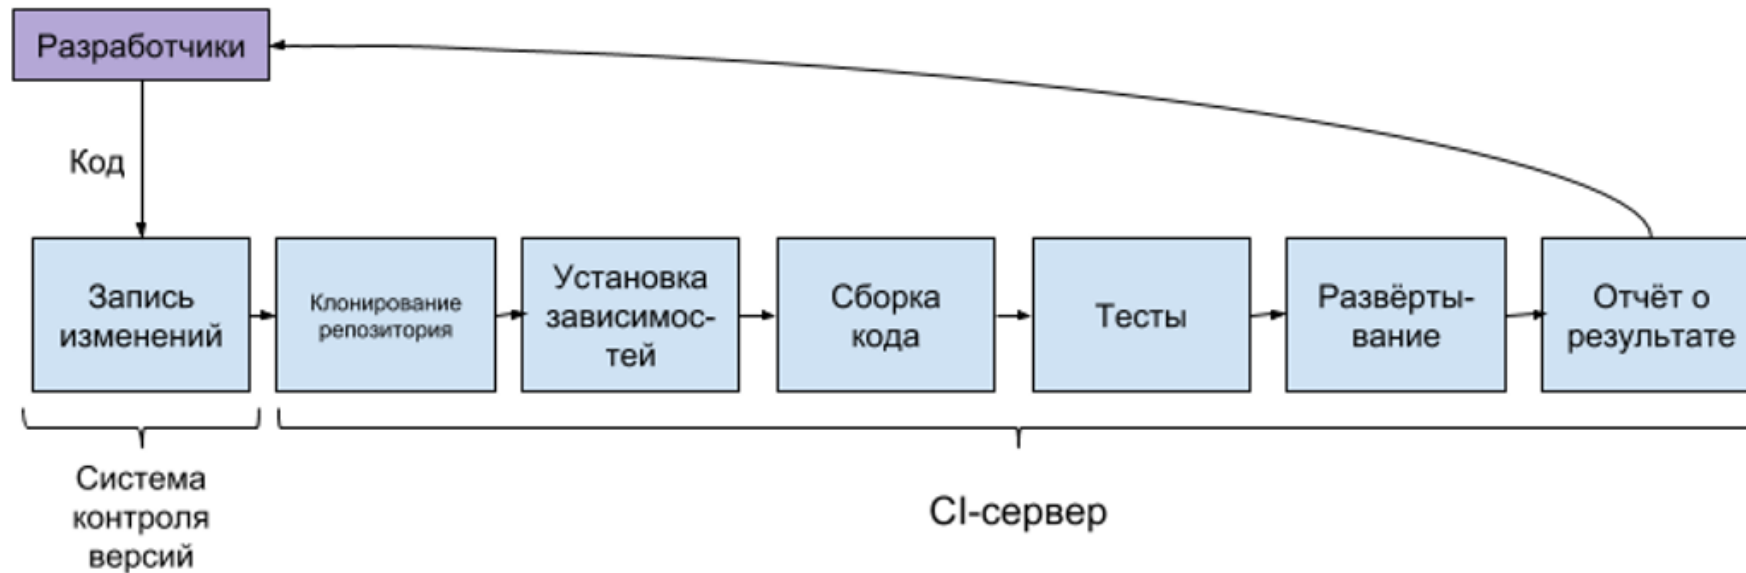 Разработчики
Код
Запись
изменений
Клонирование
репозитория
Установка
зависимос-
тей
Сборка
кода
Тесты
Развёрты-
вание
Отчёт о
результате
Система
контроля
версий
CI-сервер